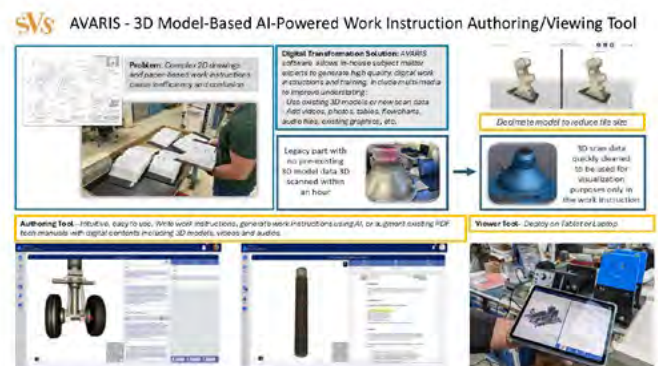 SVS
AVARIS - 3D Model-Based AI-Powered Work Instruction Authoring/Viewing Tool
Problem: Complex 2D drawings
and paper-based work instructions
cause inefficiency and confusion
Digital Transformation Solution: AVARIS
software allows in-house subject matter
experts to generate high quality digital work
instructions and training. Include multi-media
to improve understanding:
- Use existing 3D models or new scan data
- Add videos, photos, tables, flowcharts,
audio files, existing graphics, etc.
Decimate model to reduce file size
Legacy part with
no pre-existing
3D model data 3D
scanned within
an hour
3D scan data
quickly cleaned
to be used for
visualization
purposes only in
the work instruction
Authoring Tool - Intuitive, easy to use. Write work instructions, generate work instructions using AI, or augment existing PDF
tech manuals with digital contents including 3D models, videos and audios.
Viewer Tool- Deploy on Tablet or Laptop